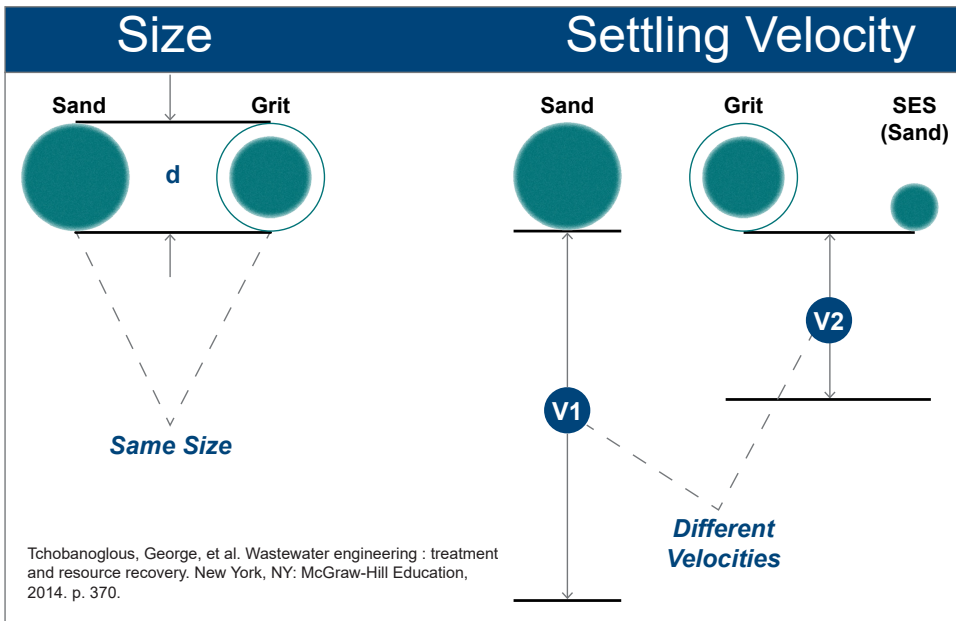 Size
Settling Velocity
Sand
Grit
d
Same Size
Sand
Grit
SES
(Sand)
V1
V2
Different
Velocities
Tchobanoglous, George, et al. Wastewater engineering : treatment
and resource recovery. New York, NY: McGraw-Hill Education,
2014. p. 370.